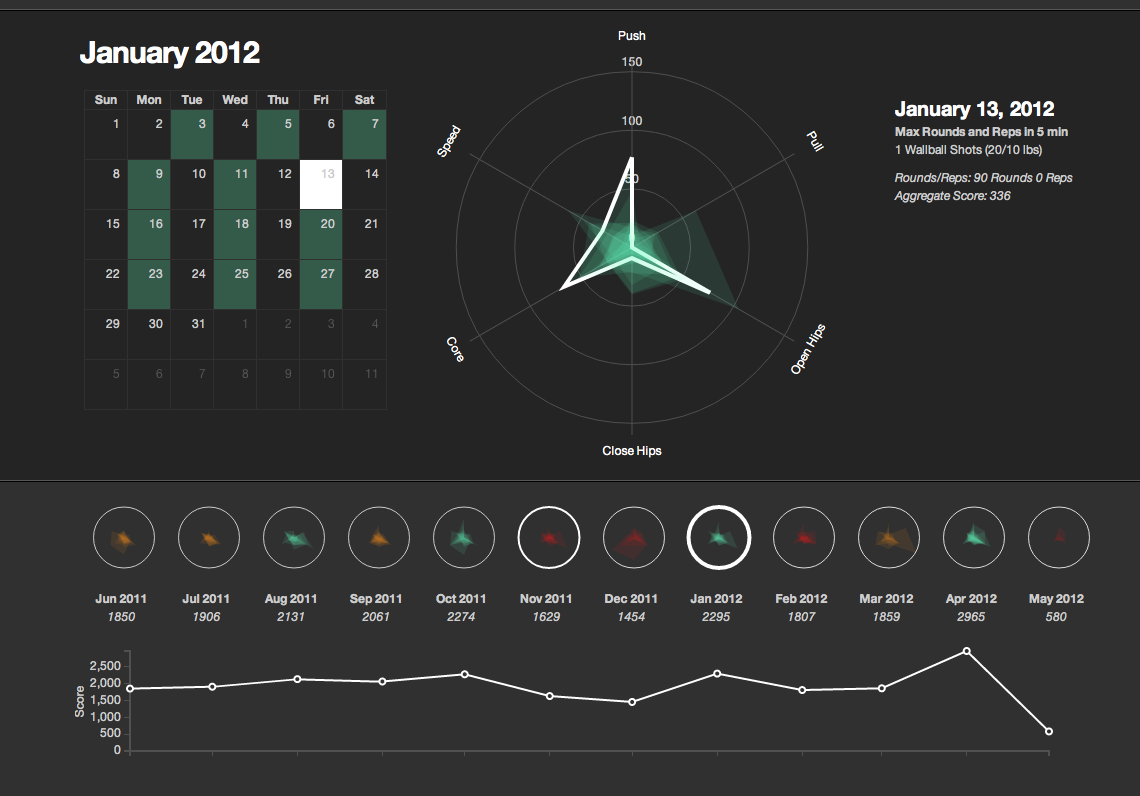 January 2012
Sun Mon Tue Wed Thu Fri Sat
1 2 3 4 5 6 7
8 9 10 11 12 13 14
15 16 17 18 19 20 21
22 23 24 25 26 27 28
29 30 31 1 2 3 4
5 6 7 8 9 10 11
Push
150
100
50
Speed
Pull
Core
Open Hips
Close Hips
January 13, 2012
Max Rounds and Reps in 5 min
1 Wallball Shots (20/10 lbs)
Rounds/Reps: 90 Rounds 0 Reps
Aggregate Score: 336
Jun 2011 Jul 2011 Aug 2011 Sep 2011 Oct 2011 Nov 2011 Dec 2011 Jan 2012 Feb 2012 Mar 2012 Apr 2012 May 2012
1850 1906 2131 2061 2274 1629 1454 2295 1807 1859 2965 580
Score
2,500
2,000
1,500
1,000
500
0